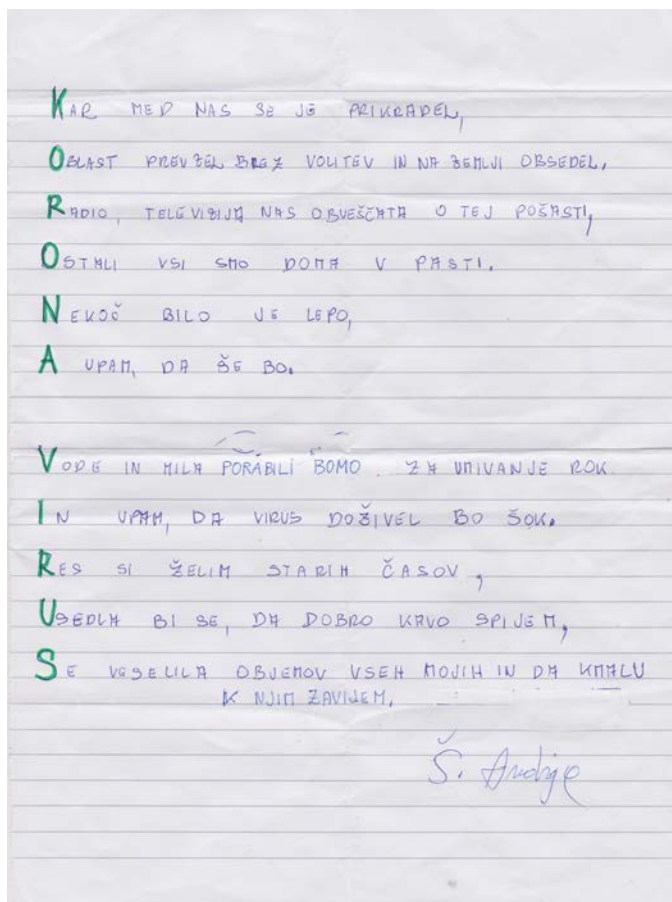 KAR MED NAS SE JE PRIKRADEL,
OBLAST PREVZEL BREZ VOLITEV IN NA ZEMLJI OBSEDEL.
RADIO, TELEVIZIJA NAS OBVEŠČATA O TEJ POŠASTI,
OSTALI VSI SMO DOMA V PASTI.
NEKOČ BILO JE LEPO,
A UPAM, DA ŠE BO.
VODE IN MILA PORABILI BOMO ZA UMIVANJE ROK
IN UPAM, DA VIRUS DOŽIVEL BO ŠOK.
RES SI ŽELIM STARIH ČASOV,
USEDLA BI SE, DA DOBRO KAVO SPIJEM,
SE VESELILA OBJEMOV VSEH MOJIH IN DA KMALU
K NJIM ZAVIJEM.
Š.